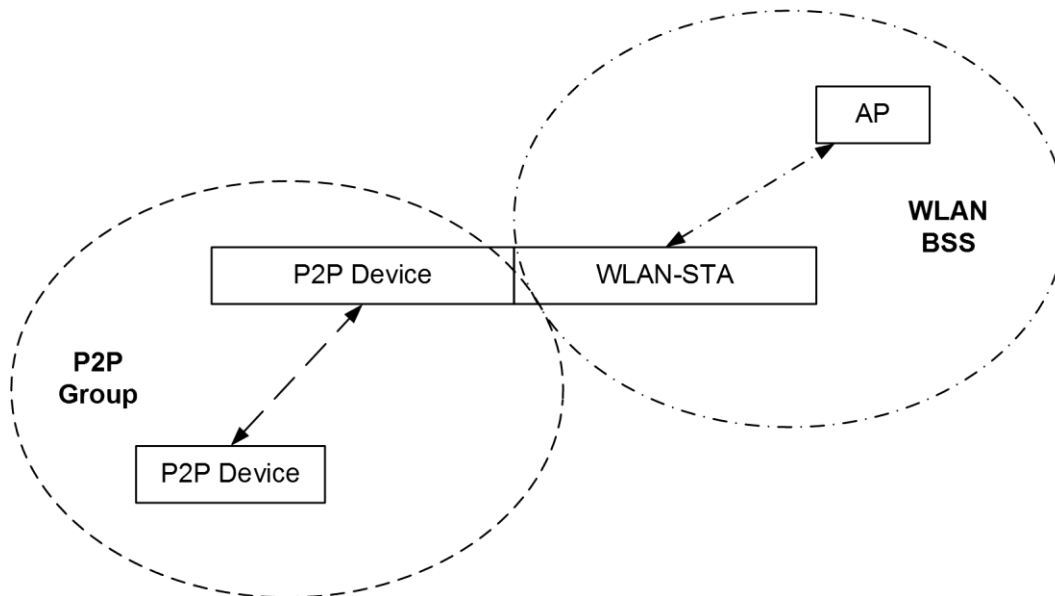 AP
WLAN
BSS
P2P Device
WLAN-STA
P2P
Group
P2P Device